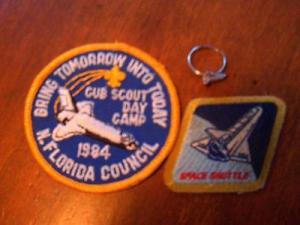 BRING TOMORROW INTO TODAY
CUB SCOUT
DAY
CAMP
1984
N. FLORIDA COUNCIL
SPACE SHUTTLE